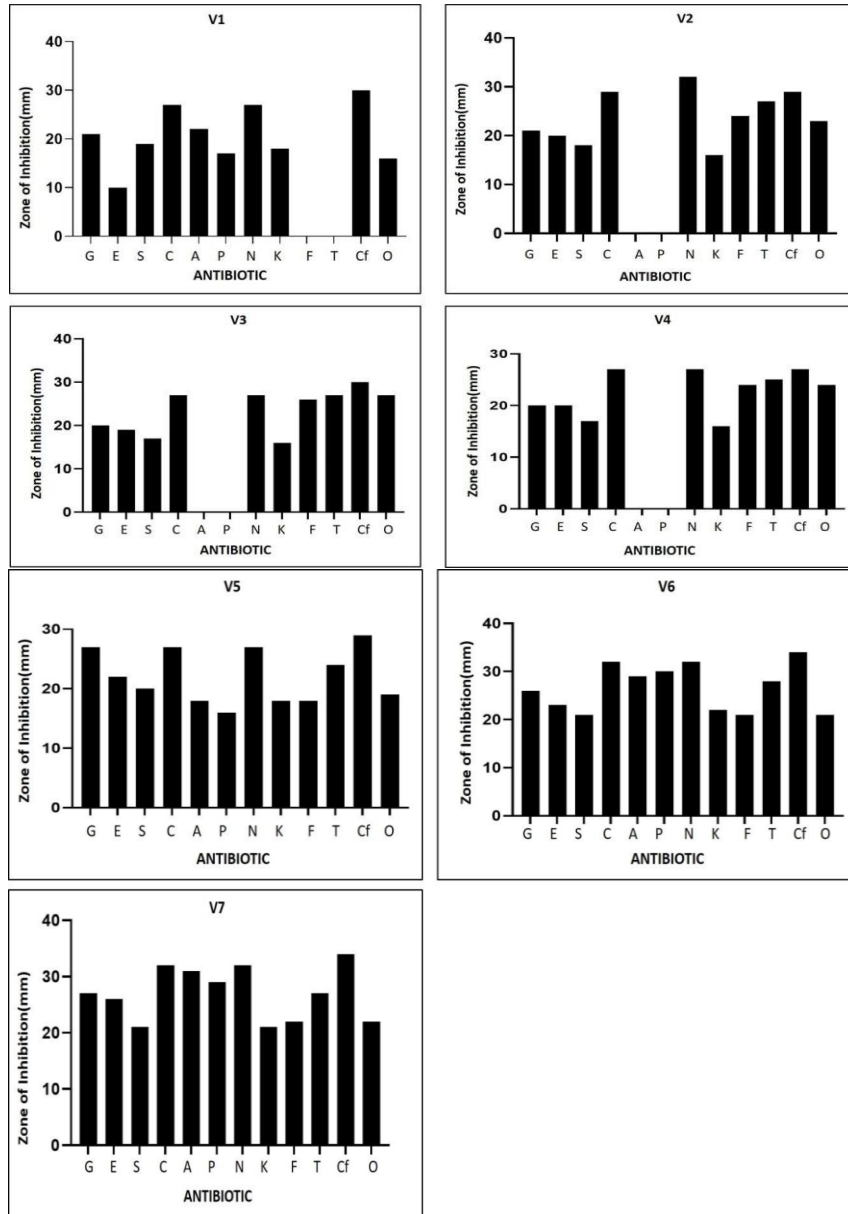 V1
Zone of Inhibition(mm)
40
30
20
10
0
G E S C A P N K F T Cf O
ANTIBIOTIC
V2
Zone of Inhibition(mm)
40
30
20
10
0
G E S C A P N K F T Cf O
ANTIBIOTIC
V3
Zone of Inhibition(mm)
40
30
20
10
0
G E S C A P N K F T Cf O
ANTIBIOTIC
V4
Zone of Inhibition(mm)
30
20
10
0
G E S C A P N K F T Cf O
ANTIBIOTIC
V5
Zone of Inhibition(mm)
30
20
10
0
G E S C A P N K F T Cf O
ANTIBIOTIC
V6
Zone of Inhibition(mm)
40
30
20
10
0
G E S C A P N K F T Cf O
ANTIBIOTIC
V7
Zone of Inhibition(mm)
40
30
20
10
0
G E S C A P N K F T Cf O
ANTIBIOTIC